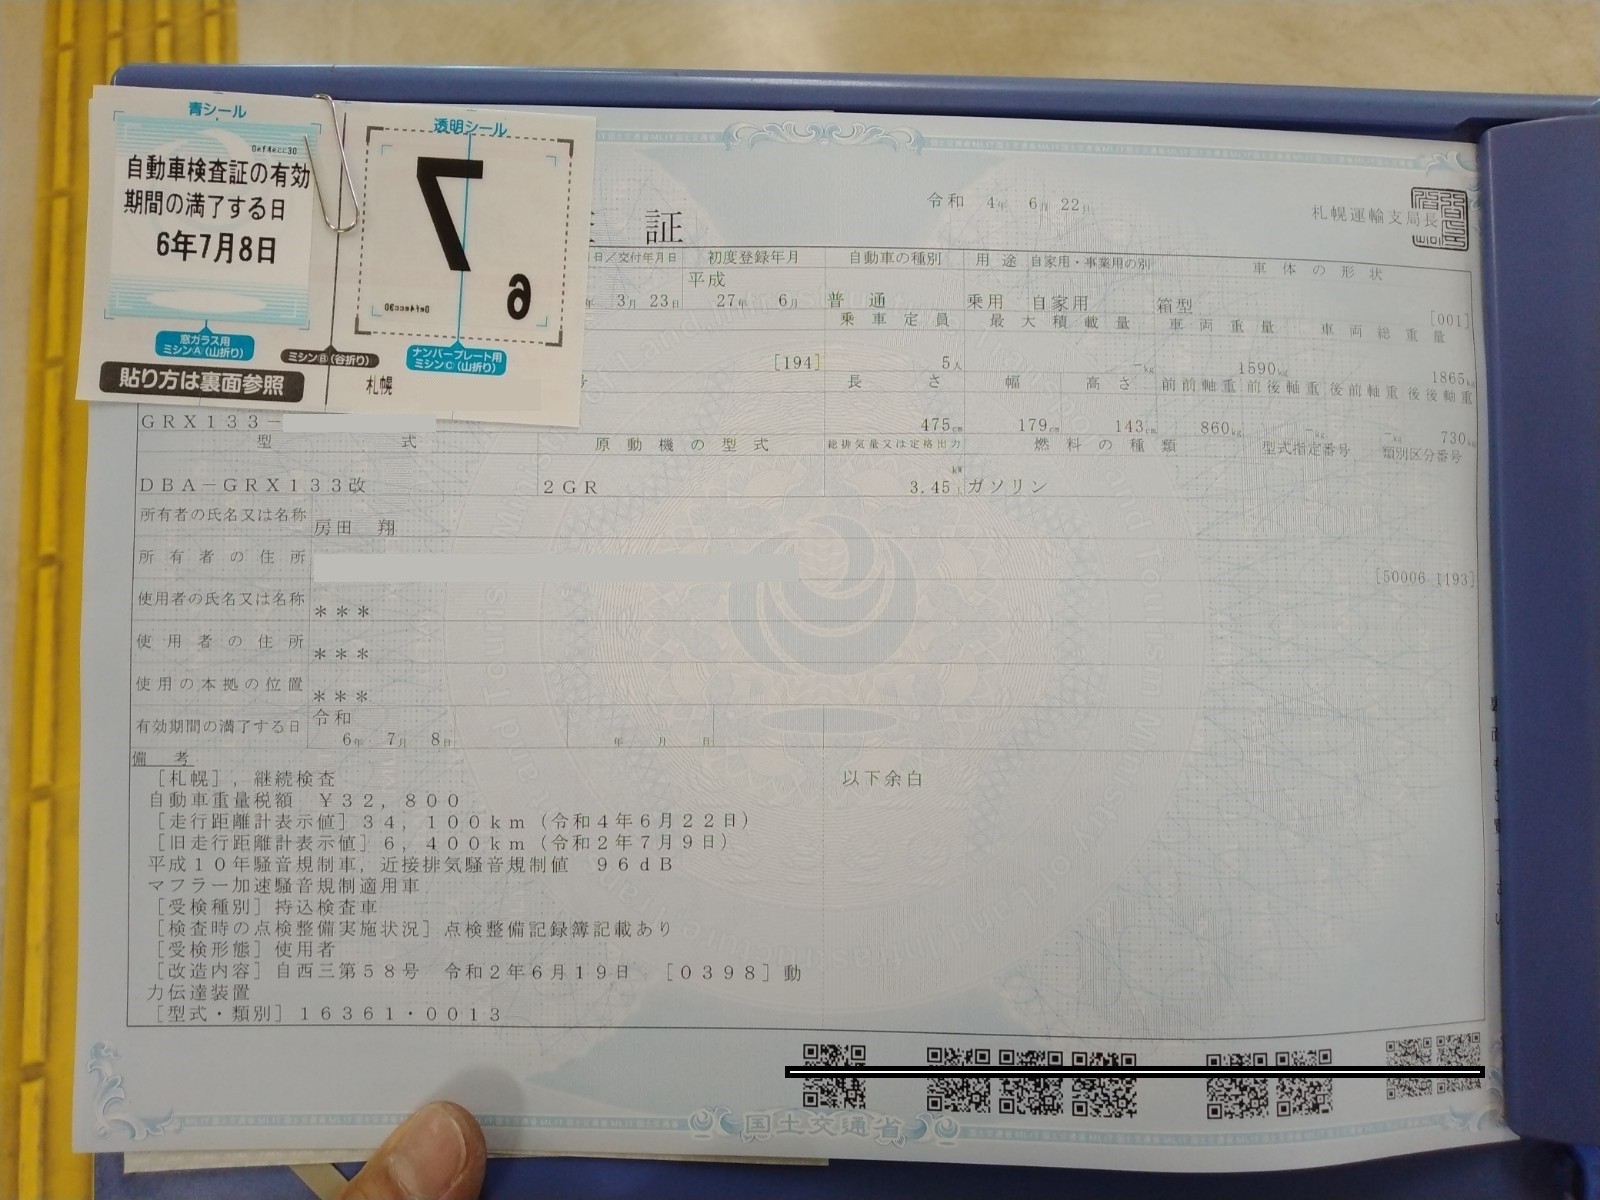 青シール
自動車検査証の有効
期間の満了する日
6年7月8日
窓ガラス用
ミシンA(山折り)
ミシンB(谷折り)
貼り方は裏面参照
透明シール
7
6
ナンバープレート用
ミシンC(山折り)
札幌
証
令和 4年 6月 22日
札幌運輸支局長
日/交付年月日 初度登録年月 自動車の種別 用途 自家用・事業用の別 車体の形状
平成
年 3月 23日 27年 6月 普通 乗用 自家用 箱型 [001]
乗車定員 最大積載量 車両重量 車両総重量
[194] 5人 -kg 1590kg 1865kg
号 長さ 幅 高さ 前前軸重 前後軸重 後前軸重 後後軸重
GRX133- 475cm 179cm 143cm 860kg -kg -kg 730kg
型式 原動機の型式 総排気量又は定格出力 燃料の種類 型式指定番号 類別区分番号
kW
DBA-GRX133改 2GR 3.45L ガソリン
所有者の氏名又は名称 房田 翔
所有者の住所
[50006 1193]
使用者の氏名又は名称 ***
使用者の住所 ***
使用の本拠の位置 ***
有効期間の満了する日 令和
6年 7月 8日 年 月 日
備考
[札幌],継続検査 以下余白
自動車重量税額 ¥32,800
[走行距離計表示値]34,100km(令和4年6月22日)
[旧走行距離計表示値]6,400km(令和2年7月9日)
平成10年騒音規制車,近接排気騒音規制値 96dB
マフラー加速騒音規制適用車
[受検種別]持込検査車
[検査時の点検整備実施状況]点検整備記録簿記載あり
[受検形態]使用者
[改造内容]自西三第58号 令和2年6月19日 [0398]動
力伝達装置
[型式・類別]16361・0013
国土交通省